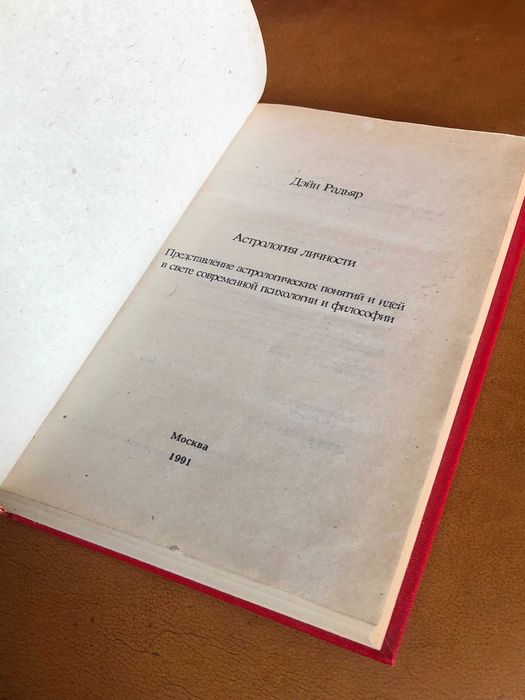 Дэйн Радьяр
Астрология личности
Представление астрологических понятий и идей
в свете современной психологии и философии
Москва
1991